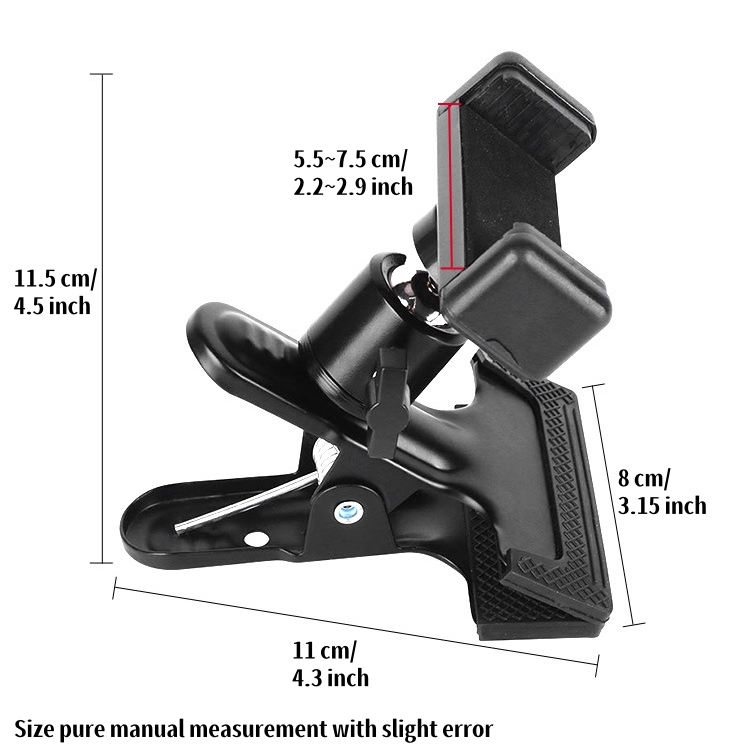 5.5~7.5 cm/
2.2~2.9 inch
11.5 cm/
4.5 inch
8 cm/
3.15 inch
11 cm/
4.3 inch
Size pure manual measurement with slight error